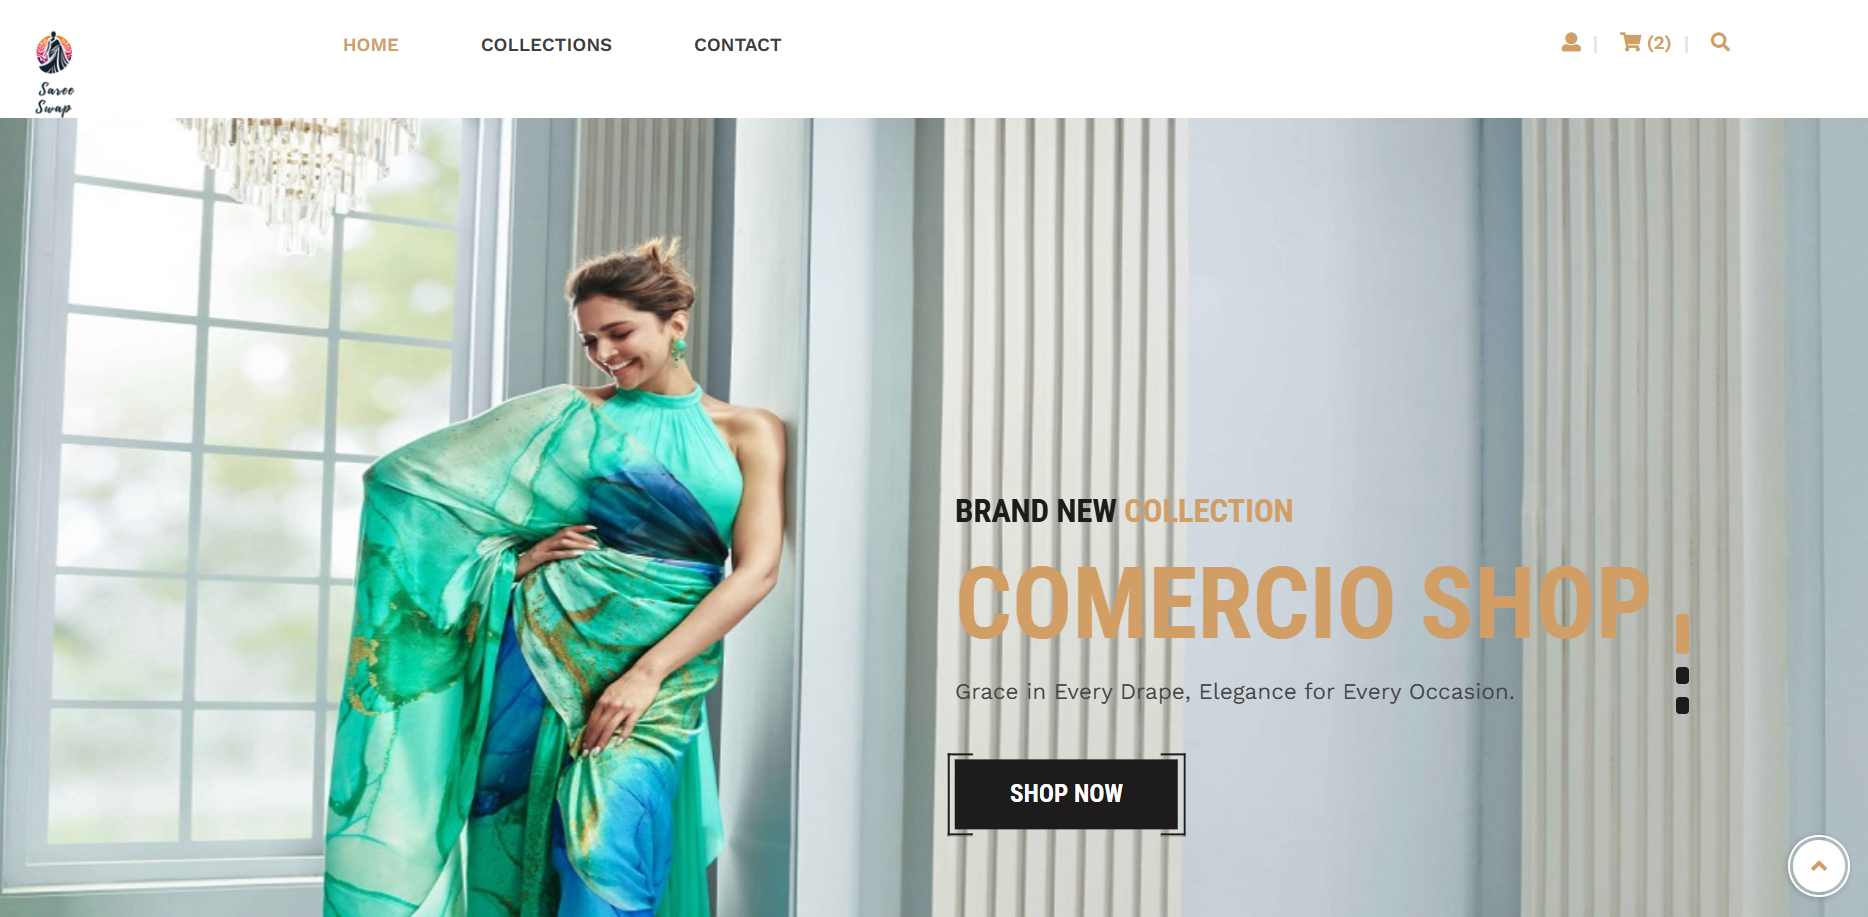 Saree
Swap
HOME
COLLECTIONS
CONTACT
(2)
BRAND NEW COLLECTION
COMERCIO SHOP
Grace in Every Drape, Elegance for Every Occasion.
SHOP NOW